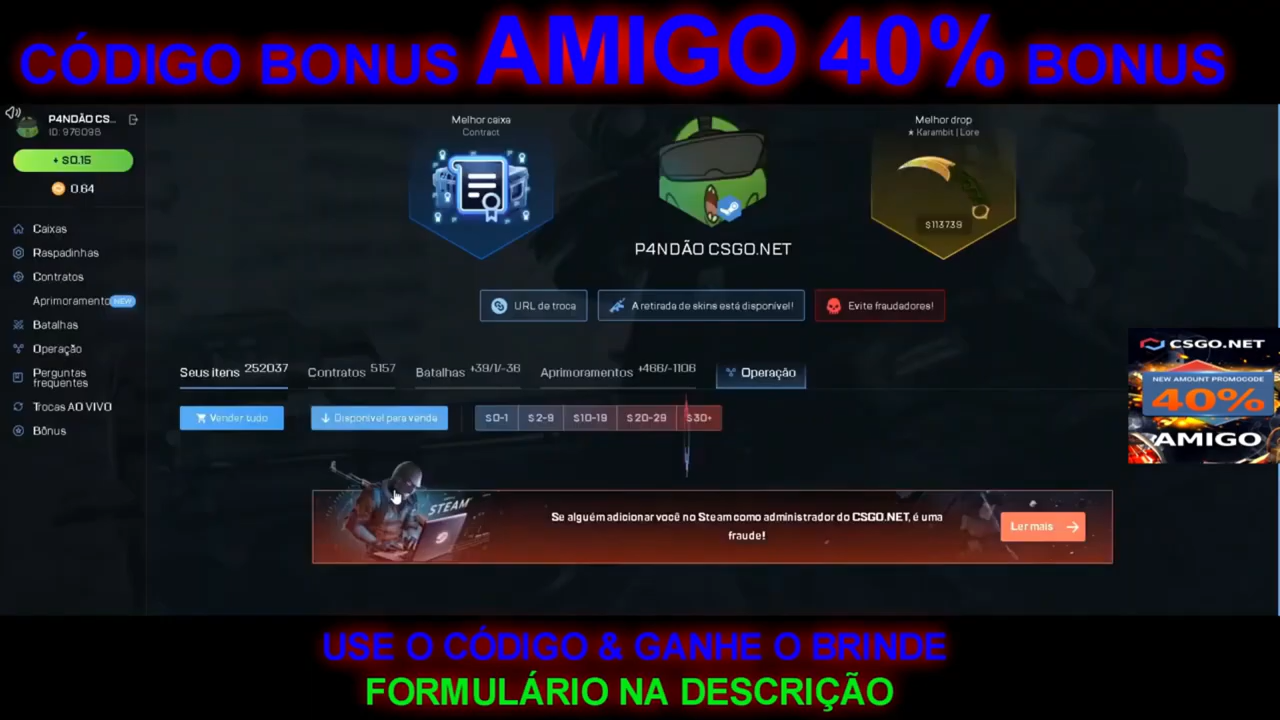 CÓDIGO BONUS AMIGO 40% BONUS
P4NDÃO CS...
ID: 976096
+ $0.15
0.64
Caixas
Raspadinhas
Contratos
Aprimoramento NEW
Batalhas
Operação
Perguntas
frequentes
Trocas AO VIVO
Bônus
Melhor caixa
Contract
P4NDÃO CSGO.NET
Melhor drop
★ Karambit | Lore
$1137.39
URL de troca
A retirada de skins está disponível!
Evite fraudadores!
Seus itens 252037
Contratos 5157
Batalhas +39/1/-36
Aprimoramentos +466/-1106
Operação
Vender tudo
Disponível para venda
$0-1
$2-9
$10-19
$20-29
$30+
STEAM
Se alguém adicionar você no Steam como administrador do CSGO.NET, é uma
fraude!
Ler mais
CSGO.NET
NEW AMOUNT PROMOCODE
40%
AMIGO
USE O CÓDIGO & GANHE O BRINDE
FORMULÁRIO NA DESCRIÇÃO